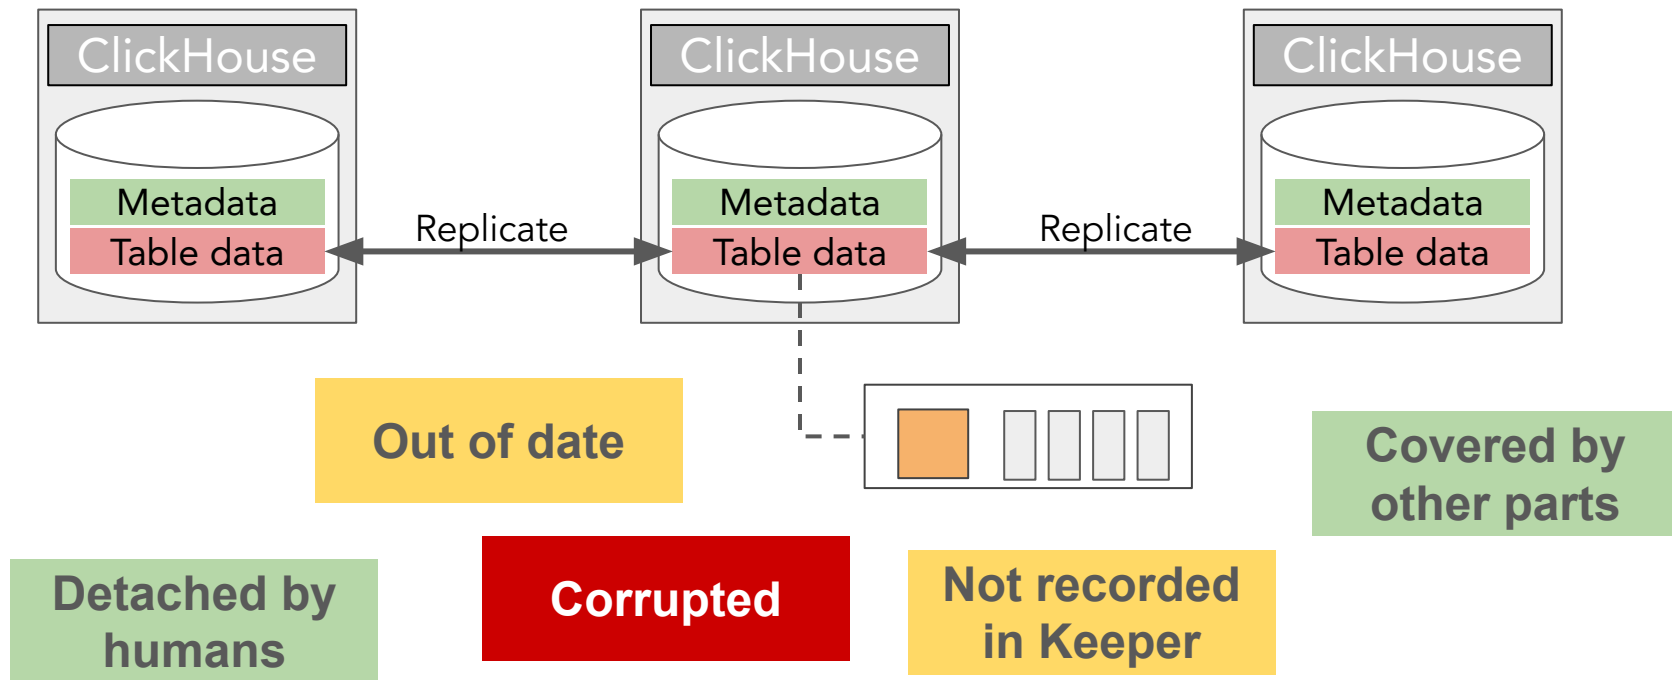 ClickHouse
ClickHouse
ClickHouse
Metadata
Metadata
Metadata
Replicate
Replicate
Table data
Table data
Table data
Out of date
Covered by
other parts
Detached by
humans
Corrupted
Not recorded
in Keeper